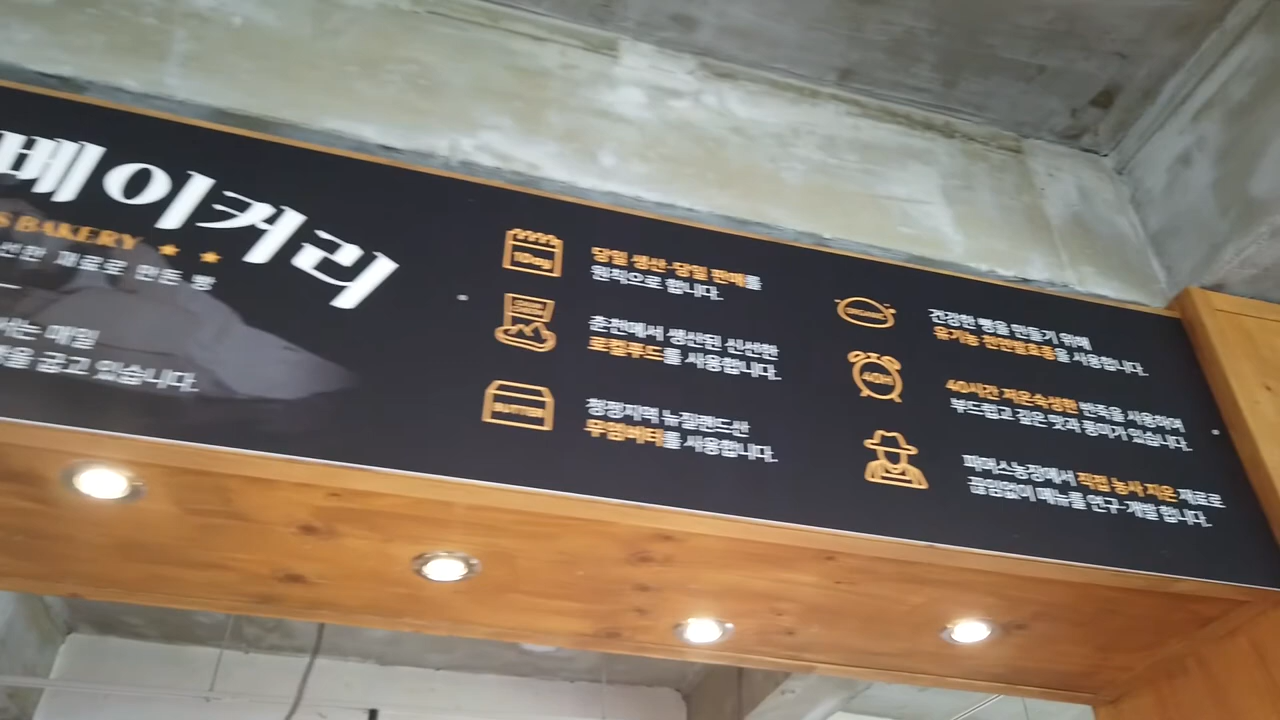 베이커리
S BAKERY
선한 재료로 만든 빵
서는 매일
을 굽고 있습니다.
1Day
당일 생산·당일 판매를
원칙으로 합니다.
춘천에서 생산된 신선한
로컬푸드를 사용합니다.
BUTTER
청정지역 뉴질랜드산
무염버터를 사용합니다.
ORGANIC
건강한 빵을 만들기 위해
유기농 천연발효종을 사용합니다.
40H
40시간 저온숙성한 반죽을 사용하여
부드럽고 깊은 맛과 풍미가 있습니다.
파머스농장에서 직접 농사 지은 재료로
끊임없이 메뉴를 연구·개발 합니다.